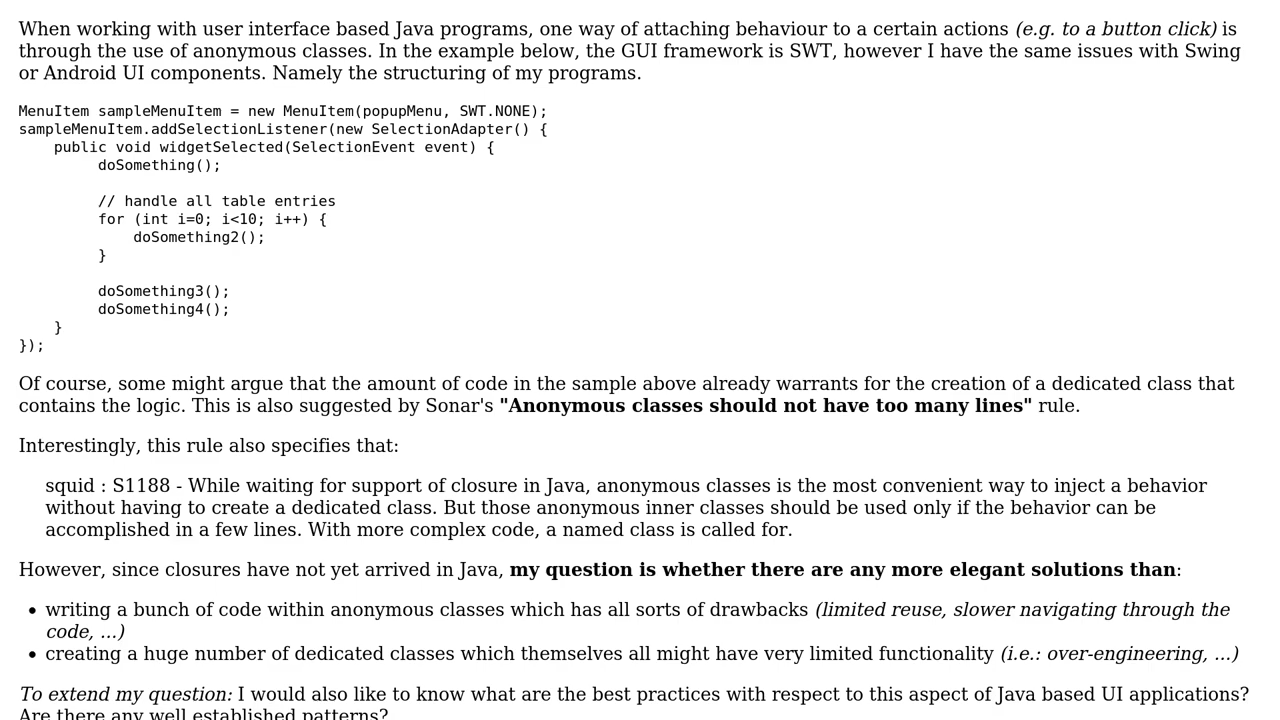 When working with user interface based Java programs, one way of attaching behaviour to a certain actions (e.g. to a button click) is
through the use of anonymous classes. In the example below, the GUI framework is SWT, however I have the same issues with Swing
or Android UI components. Namely the structuring of my programs.
MenuItem sampleMenuItem = new MenuItem(popupMenu, SWT.NONE);
sampleMenuItem.addSelectionListener(new SelectionAdapter() {
    public void widgetSelected(SelectionEvent event) {
         doSomething();

         // handle all table entries
         for (int i=0; i<10; i++) {
             doSomething2();
         }

         doSomething3();
         doSomething4();
    }
});
Of course, some might argue that the amount of code in the sample above already warrants for the creation of a dedicated class that
contains the logic. This is also suggested by Sonar's "Anonymous classes should not have too many lines" rule.
Interestingly, this rule also specifies that:
squid : S1188 - While waiting for support of closure in Java, anonymous classes is the most convenient way to inject a behavior
without having to create a dedicated class. But those anonymous inner classes should be used only if the behavior can be
accomplished in a few lines. With more complex code, a named class is called for.
However, since closures have not yet arrived in Java, my question is whether there are any more elegant solutions than:
• writing a bunch of code within anonymous classes which has all sorts of drawbacks (limited reuse, slower navigating through the
code, ...)
• creating a huge number of dedicated classes which themselves all might have very limited functionality (i.e.: over-engineering, ...)
To extend my question: I would also like to know what are the best practices with respect to this aspect of Java based UI applications?
Are there any well established patterns?